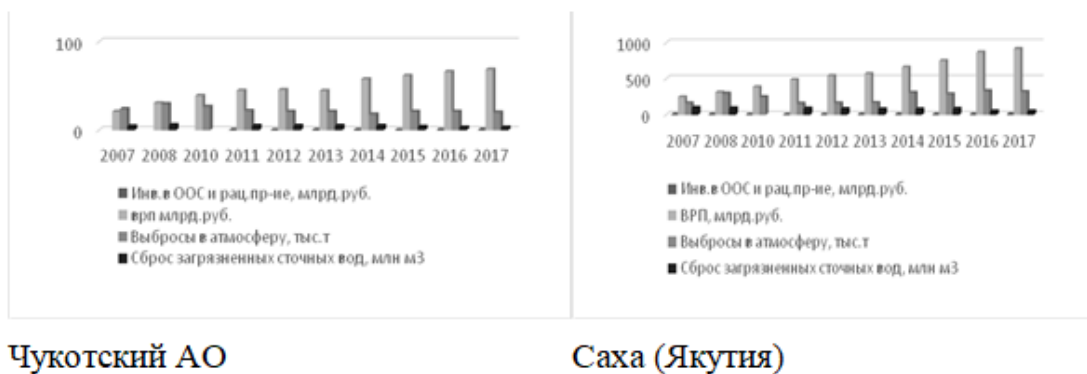 100
0
2007 2008 2010 2011 2012 2013 2014 2015 2016 2017
Инв.в ООС и рац.пр-ие, млрд.руб.
врп млрд.руб.
Выбросы в атмосферу, тыс.т
Сброс загрязненных сточных вод, млн м3
Чукотский АО
1000
500
0
2007 2008 2010 2011 2012 2013 2014 2015 2016 2017
Инв.в ООС и рац.пр-ие, млрд.руб.
ВРП, млрд.руб.
Выбросы в атмосферу, тыс.т
Сброс загрязненных сточных вод, млн м3
Саха (Якутия)